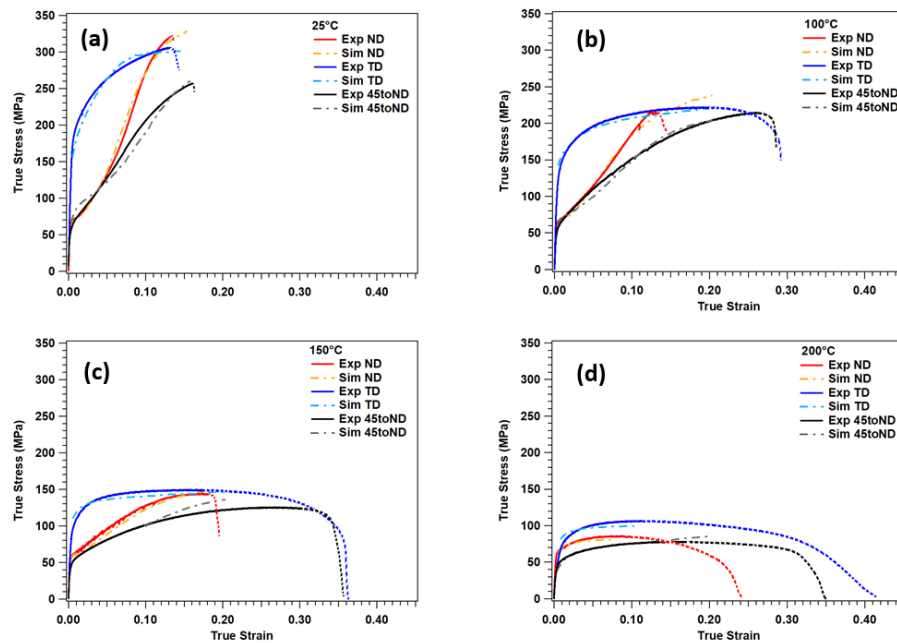 (a)
25°C
Exp ND
Sim ND
Exp TD
Sim TD
Exp 45toND
Sim 45toND
True Stress (MPa)
350
300
250
200
150
100
50
0
0.00 0.10 0.20 0.30 0.40
True Strain
(b)
100°C
Exp ND
Sim ND
Exp TD
Sim TD
Exp 45toND
Sim 45toND
True Stress (MPa)
350
300
250
200
150
100
50
0
0.00 0.10 0.20 0.30 0.40
True Strain
(c)
150°C
Exp ND
Sim ND
Exp TD
Sim TD
Exp 45toND
Sim 45toND
True Stress (MPa)
350
300
250
200
150
100
50
0
0.00 0.10 0.20 0.30 0.40
True Strain
(d)
200°C
Exp ND
Sim ND
Exp TD
Sim TD
Exp 45toND
Sim 45toND
True Stress (MPa)
350
300
250
200
150
100
50
0
0.00 0.10 0.20 0.30 0.40
True Strain